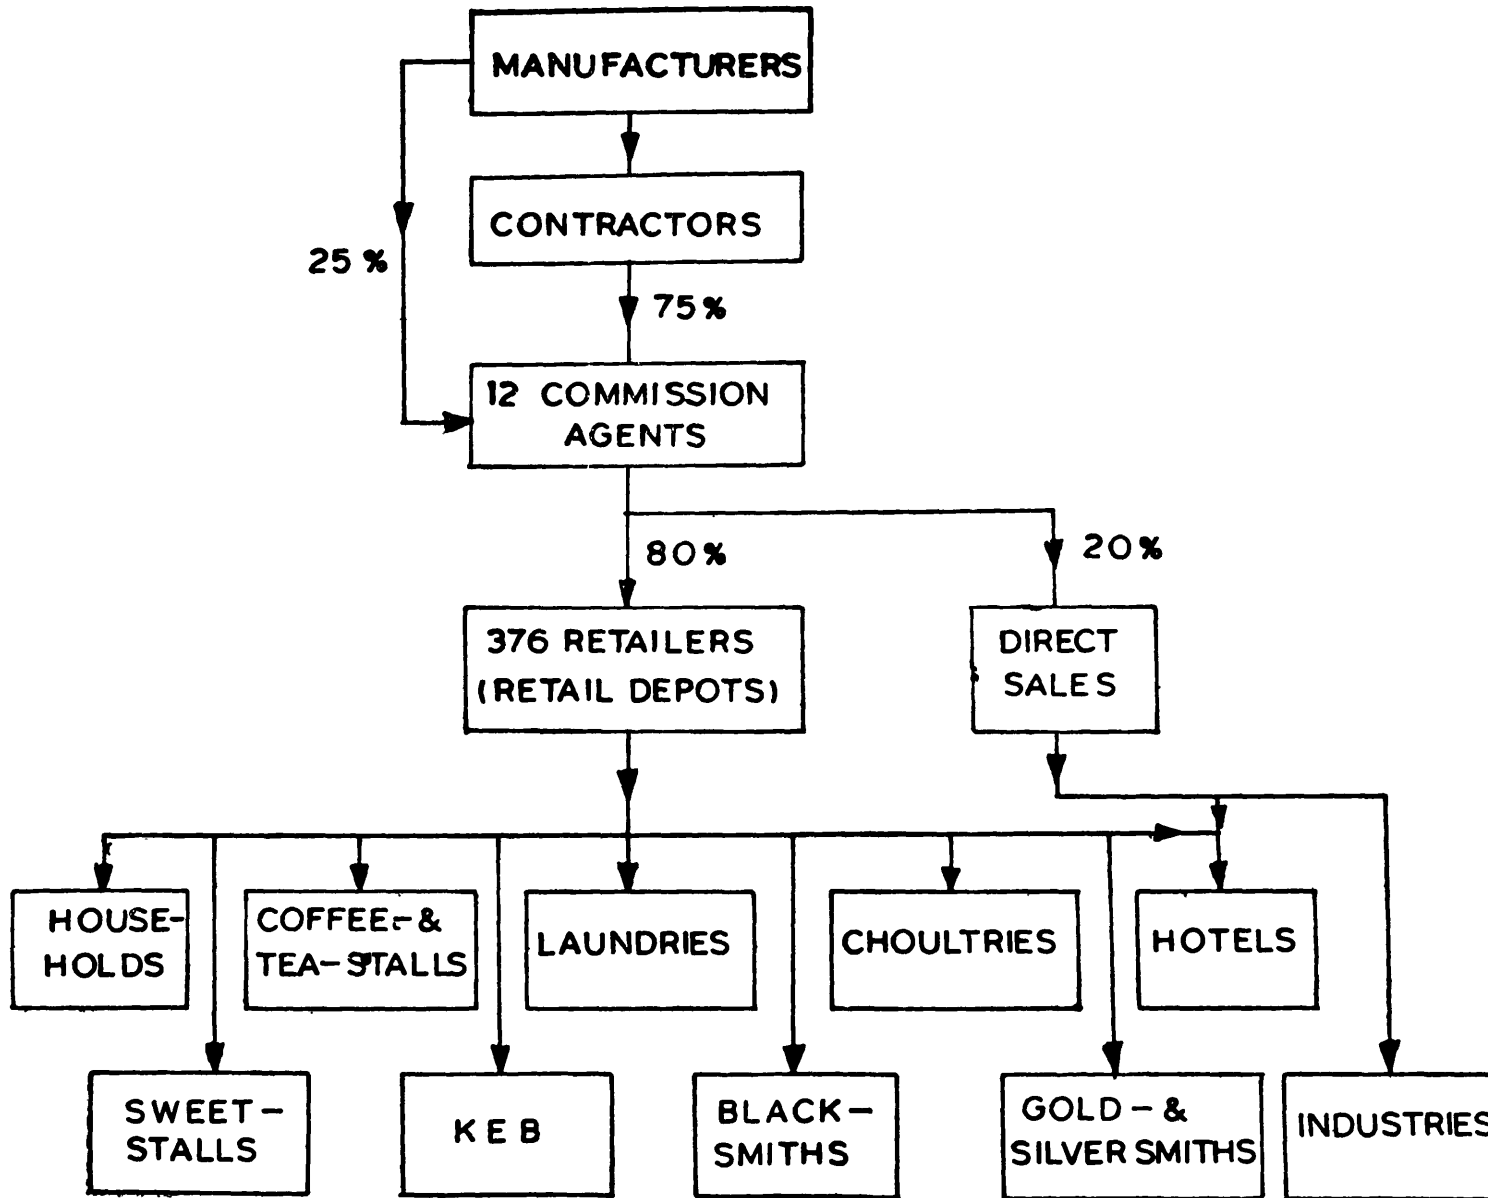 MANUFACTURERS
CONTRACTORS
25 %
75%
12 COMMISSION
AGENTS
80%
20%
376 RETAILERS
(RETAIL DEPOTS)
DIRECT
SALES
HOUSE-
HOLDS
COFFEE-&
TEA-STALLS
LAUNDRIES
CHOULTRIES
HOTELS
SWEET-
STALLS
KEB
BLACK-
SMITHS
GOLD-&
SILVER SMITHS
INDUSTRIES